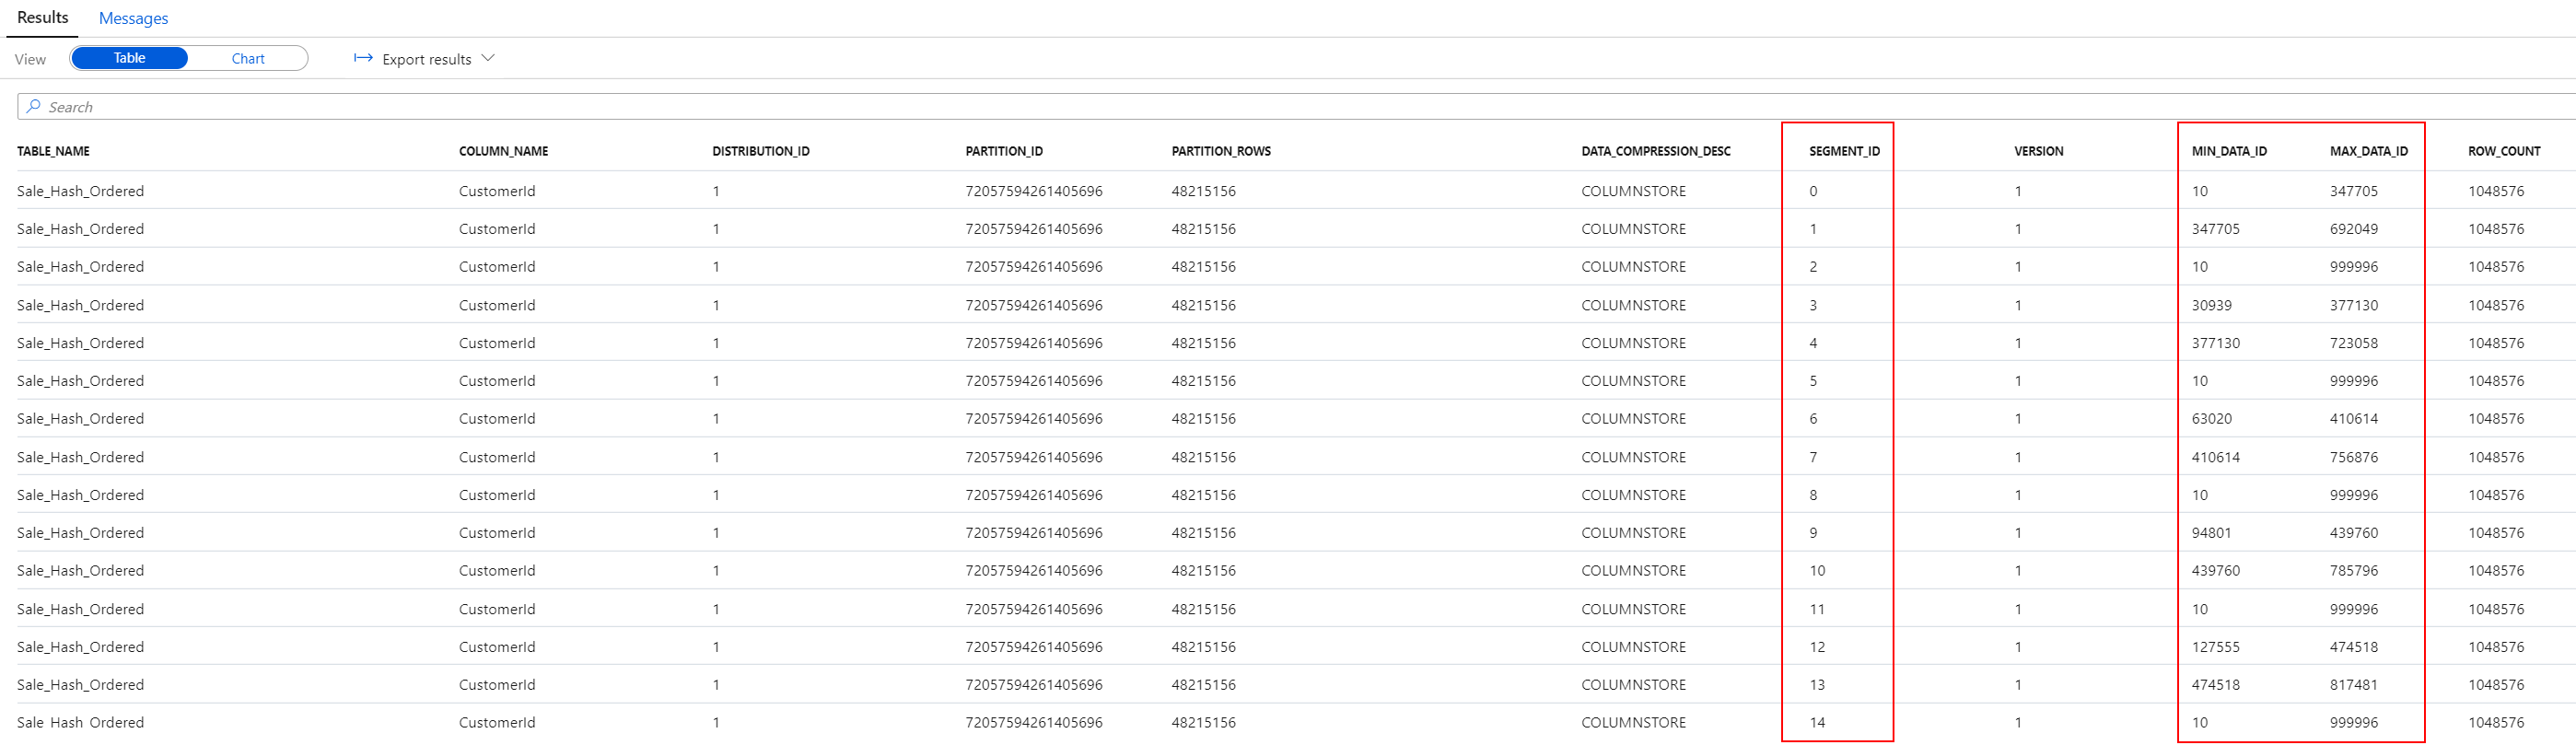 Results Messages
View Table Chart Export results
Search
TABLE_NAME COLUMN_NAME DISTRIBUTION_ID PARTITION_ID PARTITION_ROWS DATA_COMPRESSION_DESC SEGMENT_ID VERSION MIN_DATA_ID MAX_DATA_ID ROW_COUNT
Sale_Hash_Ordered CustomerId 1 72057594261405696 48215156 COLUMNSTORE 0 1 10 347705 1048576
Sale_Hash_Ordered CustomerId 1 72057594261405696 48215156 COLUMNSTORE 1 1 347705 692049 1048576
Sale_Hash_Ordered CustomerId 1 72057594261405696 48215156 COLUMNSTORE 2 1 10 999996 1048576
Sale_Hash_Ordered CustomerId 1 72057594261405696 48215156 COLUMNSTORE 3 1 30939 377130 1048576
Sale_Hash_Ordered CustomerId 1 72057594261405696 48215156 COLUMNSTORE 4 1 377130 723058 1048576
Sale_Hash_Ordered CustomerId 1 72057594261405696 48215156 COLUMNSTORE 5 1 10 999996 1048576
Sale_Hash_Ordered CustomerId 1 72057594261405696 48215156 COLUMNSTORE 6 1 63020 410614 1048576
Sale_Hash_Ordered CustomerId 1 72057594261405696 48215156 COLUMNSTORE 7 1 410614 756876 1048576
Sale_Hash_Ordered CustomerId 1 72057594261405696 48215156 COLUMNSTORE 8 1 10 999996 1048576
Sale_Hash_Ordered CustomerId 1 72057594261405696 48215156 COLUMNSTORE 9 1 94801 439760 1048576
Sale_Hash_Ordered CustomerId 1 72057594261405696 48215156 COLUMNSTORE 10 1 439760 785796 1048576
Sale_Hash_Ordered CustomerId 1 72057594261405696 48215156 COLUMNSTORE 11 1 10 999996 1048576
Sale_Hash_Ordered CustomerId 1 72057594261405696 48215156 COLUMNSTORE 12 1 127555 474518 1048576
Sale_Hash_Ordered CustomerId 1 72057594261405696 48215156 COLUMNSTORE 13 1 474518 817481 1048576
Sale_Hash_Ordered CustomerId 1 72057594261405696 48215156 COLUMNSTORE 14 1 10 999996 1048576